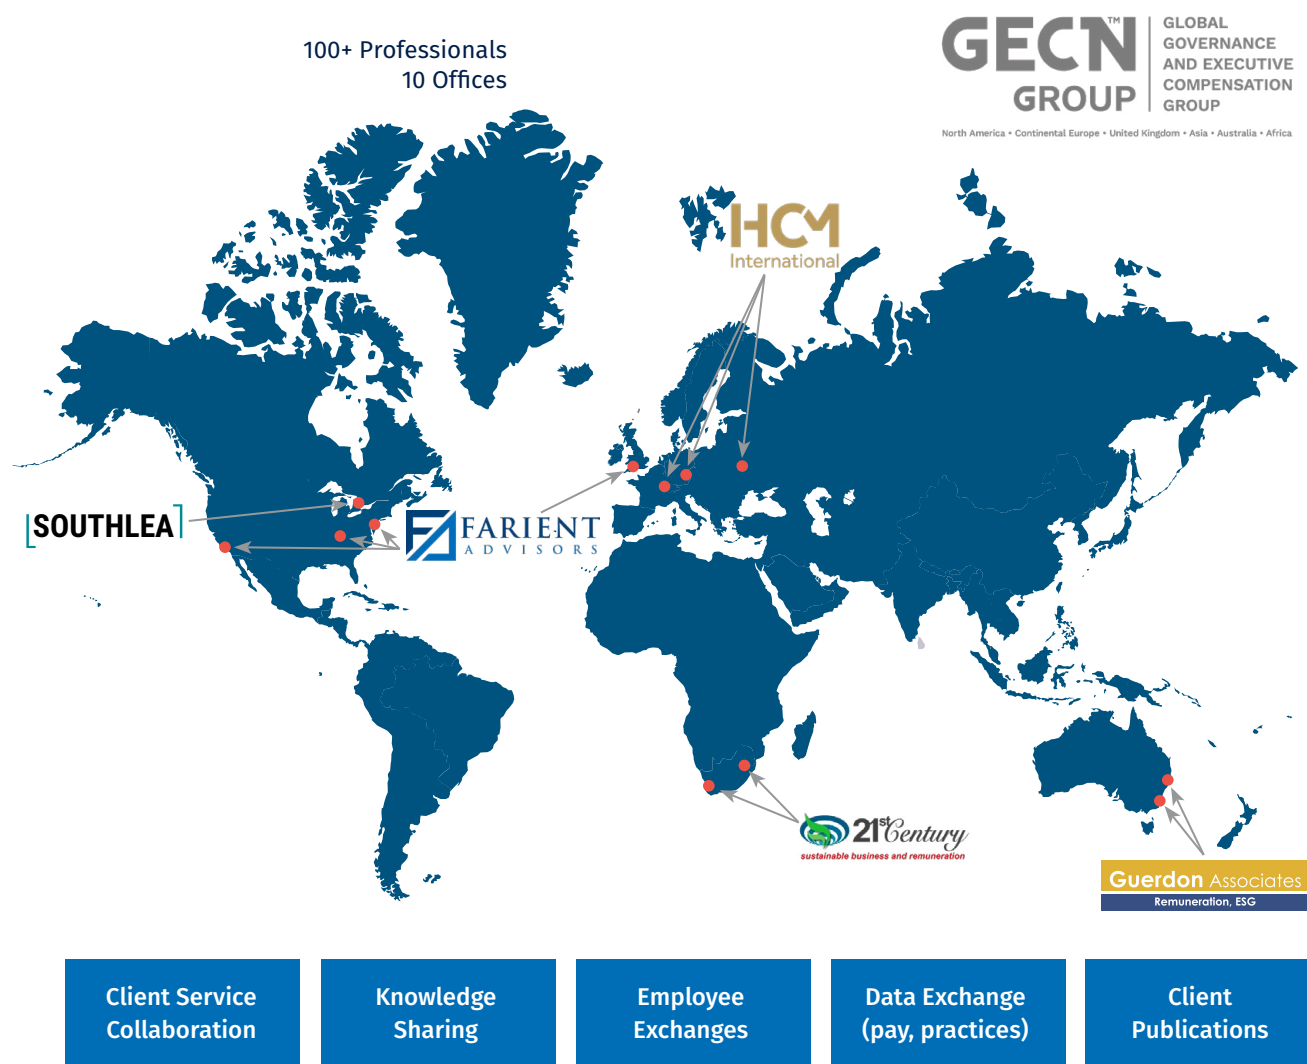 100+ Professionals
10 Offices
GECN™
GROUP
GLOBAL
GOVERNANCE
AND EXECUTIVE
COMPENSATION
GROUP
North America • Continental Europe • United Kingdom • Asia • Australia • Africa
HCM
International
[SOUTHLEA]
FARIENT
ADVISORS
21st Century
sustainable business and remuneration
Guerdon Associates
Remuneration, ESG
Client Service
Collaboration
Knowledge
Sharing
Employee
Exchanges
Data Exchange
(pay, practices)
Client
Publications